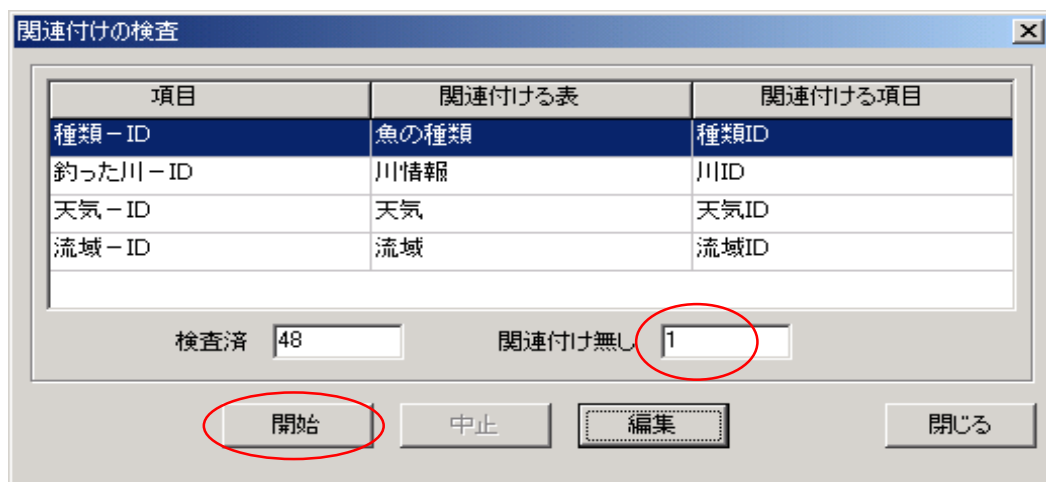 関連付けの検査
項目 関連付ける表 関連付ける項目
種類－ID 魚の種類 種類ID
釣った川－ID 川情報 川ID
天気－ID 天気 天気ID
流域－ID 流域 流域ID
検査済 48 関連付け無し 1
開始 中止 編集 閉じる